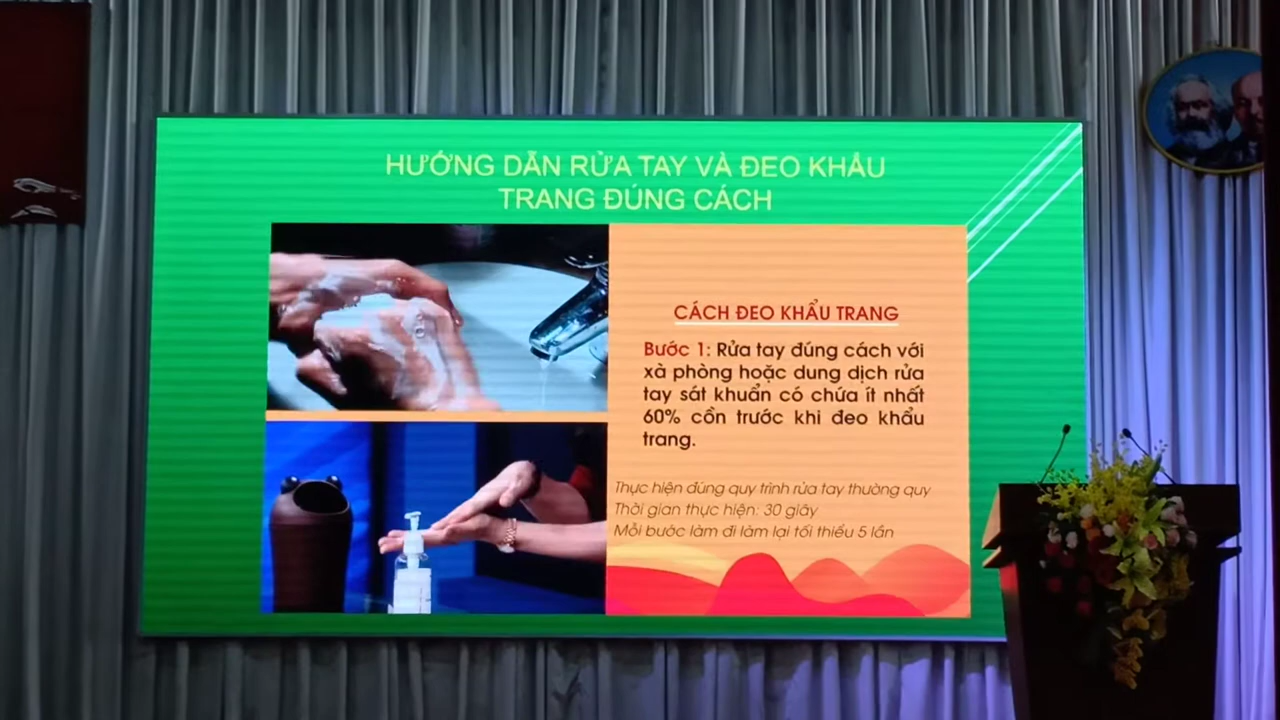 HƯỚNG DẪN RỬA TAY VÀ ĐEO KHẨU
TRANG ĐÚNG CÁCH
CÁCH ĐEO KHẨU TRANG
Bước 1: Rửa tay đúng cách với
xà phòng hoặc dung dịch rửa
tay sát khuẩn có chứa ít nhất
60% cồn trước khi đeo khẩu
trang.
Thực hiện đúng quy trình rửa tay thường quy
Thời gian thực hiện: 30 giây
Mỗi bước làm đi làm lại tối thiểu 5 lần